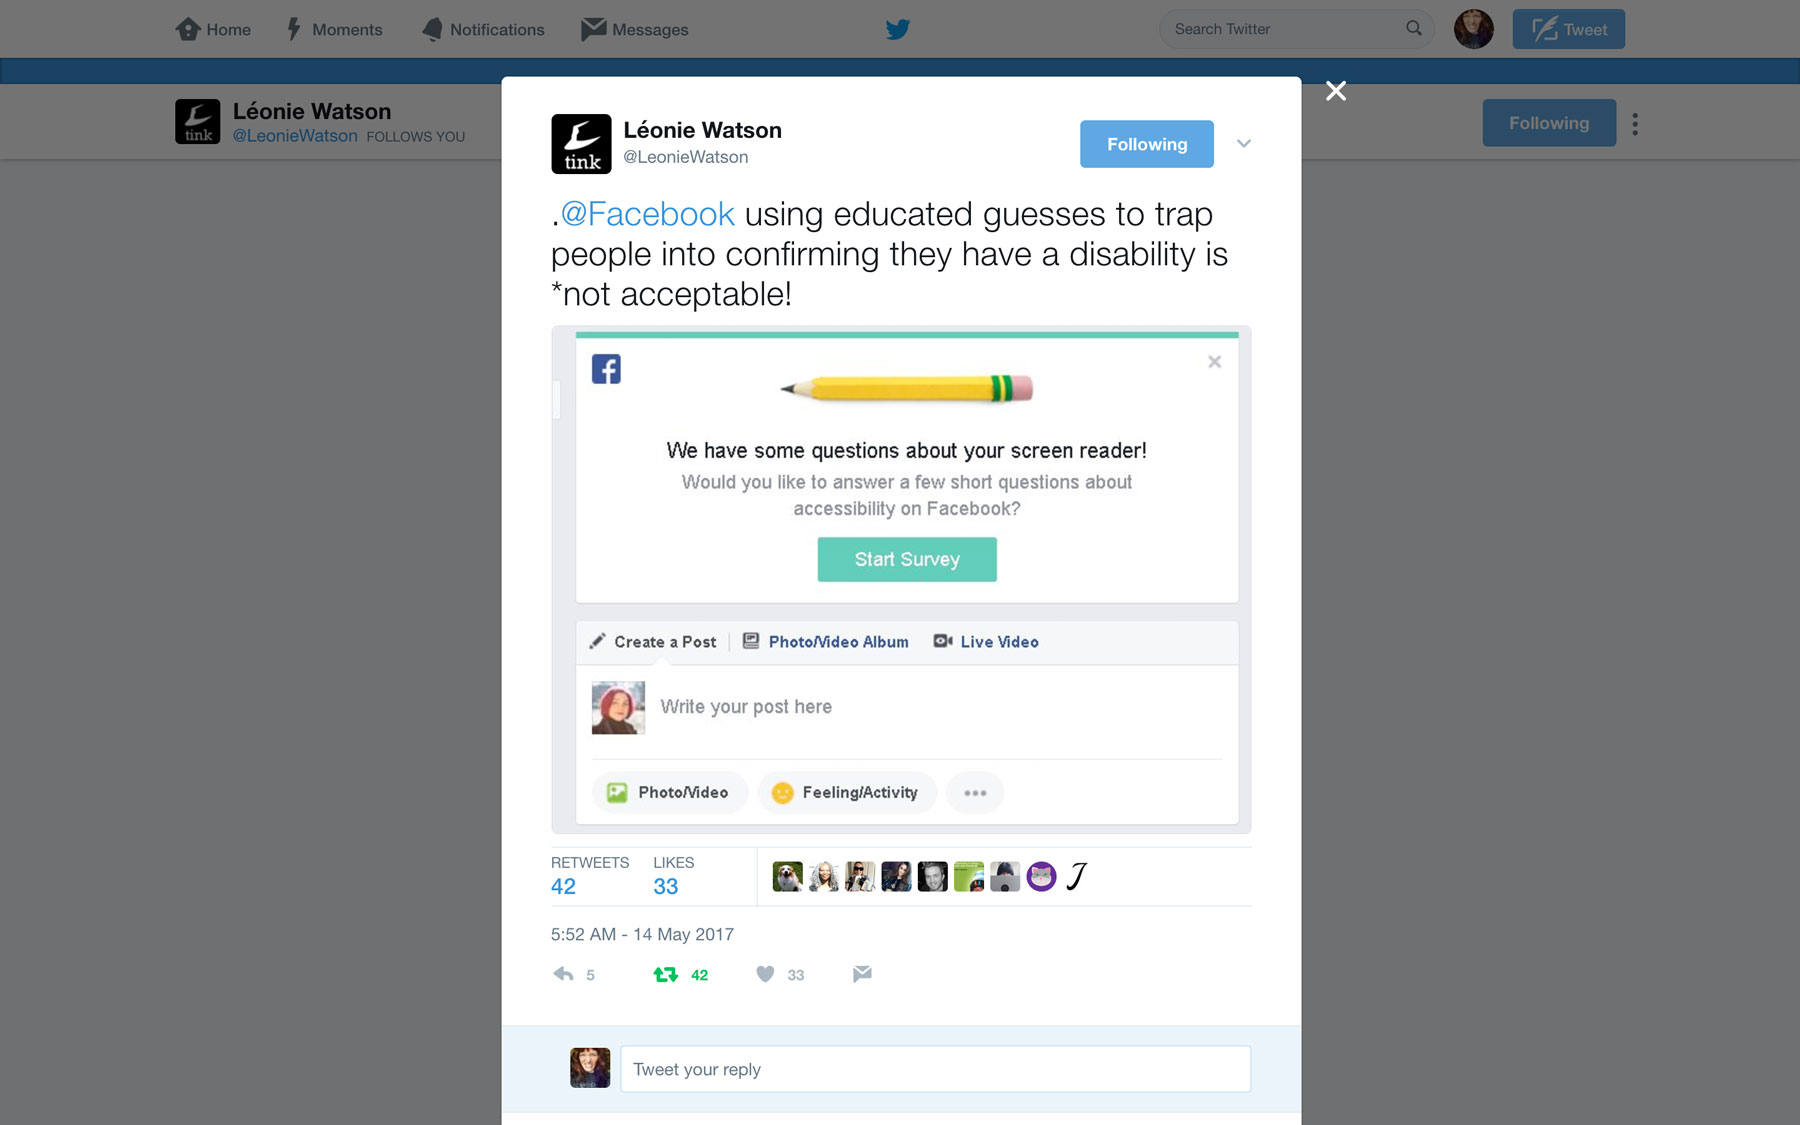 Home Moments Notifications Messages Search Twitter Tweet
Léonie Watson
@LeonieWatson FOLLOWS YOU
tink
Following
tink
Léonie Watson
@LeonieWatson
Following
.@Facebook using educated guesses to trap
people into confirming they have a disability is
*not acceptable!
We have some questions about your screen reader!
Would you like to answer a few short questions about
accessibility on Facebook?
Start Survey
Create a Post Photo/Video Album Live Video
Write your post here
Photo/Video Feeling/Activity
RETWEETS LIKES
42 33
5:52 AM - 14 May 2017
5 42 33
Tweet your reply